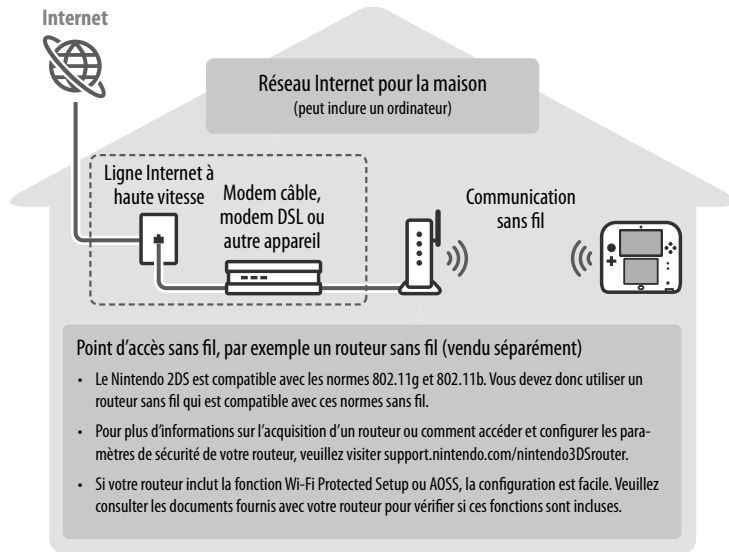 Internet
Réseau Internet pour la maison
(peut inclure un ordinateur)
Ligne Internet à
haute vitesse
Modem câble,
modem DSL ou
autre appareil
Communication
sans fil
Point d’accès sans fil, par exemple un routeur sans fil (vendu séparément)
• Le Nintendo 2DS est compatible avec les normes 802.11g et 802.11b. Vous devez donc utiliser un
routeur sans fil qui est compatible avec ces normes sans fil.
• Pour plus d’informations sur l’acquisition d’un routeur ou comment accéder et configurer les para-
mètres de sécurité de votre routeur, veuillez visiter support.nintendo.com/nintendo3DSrouter.
• Si votre routeur inclut la fonction Wi-Fi Protected Setup ou AOSS, la configuration est facile. Veuillez
consulter les documents fournis avec votre routeur pour vérifier si ces fonctions sont incluses.